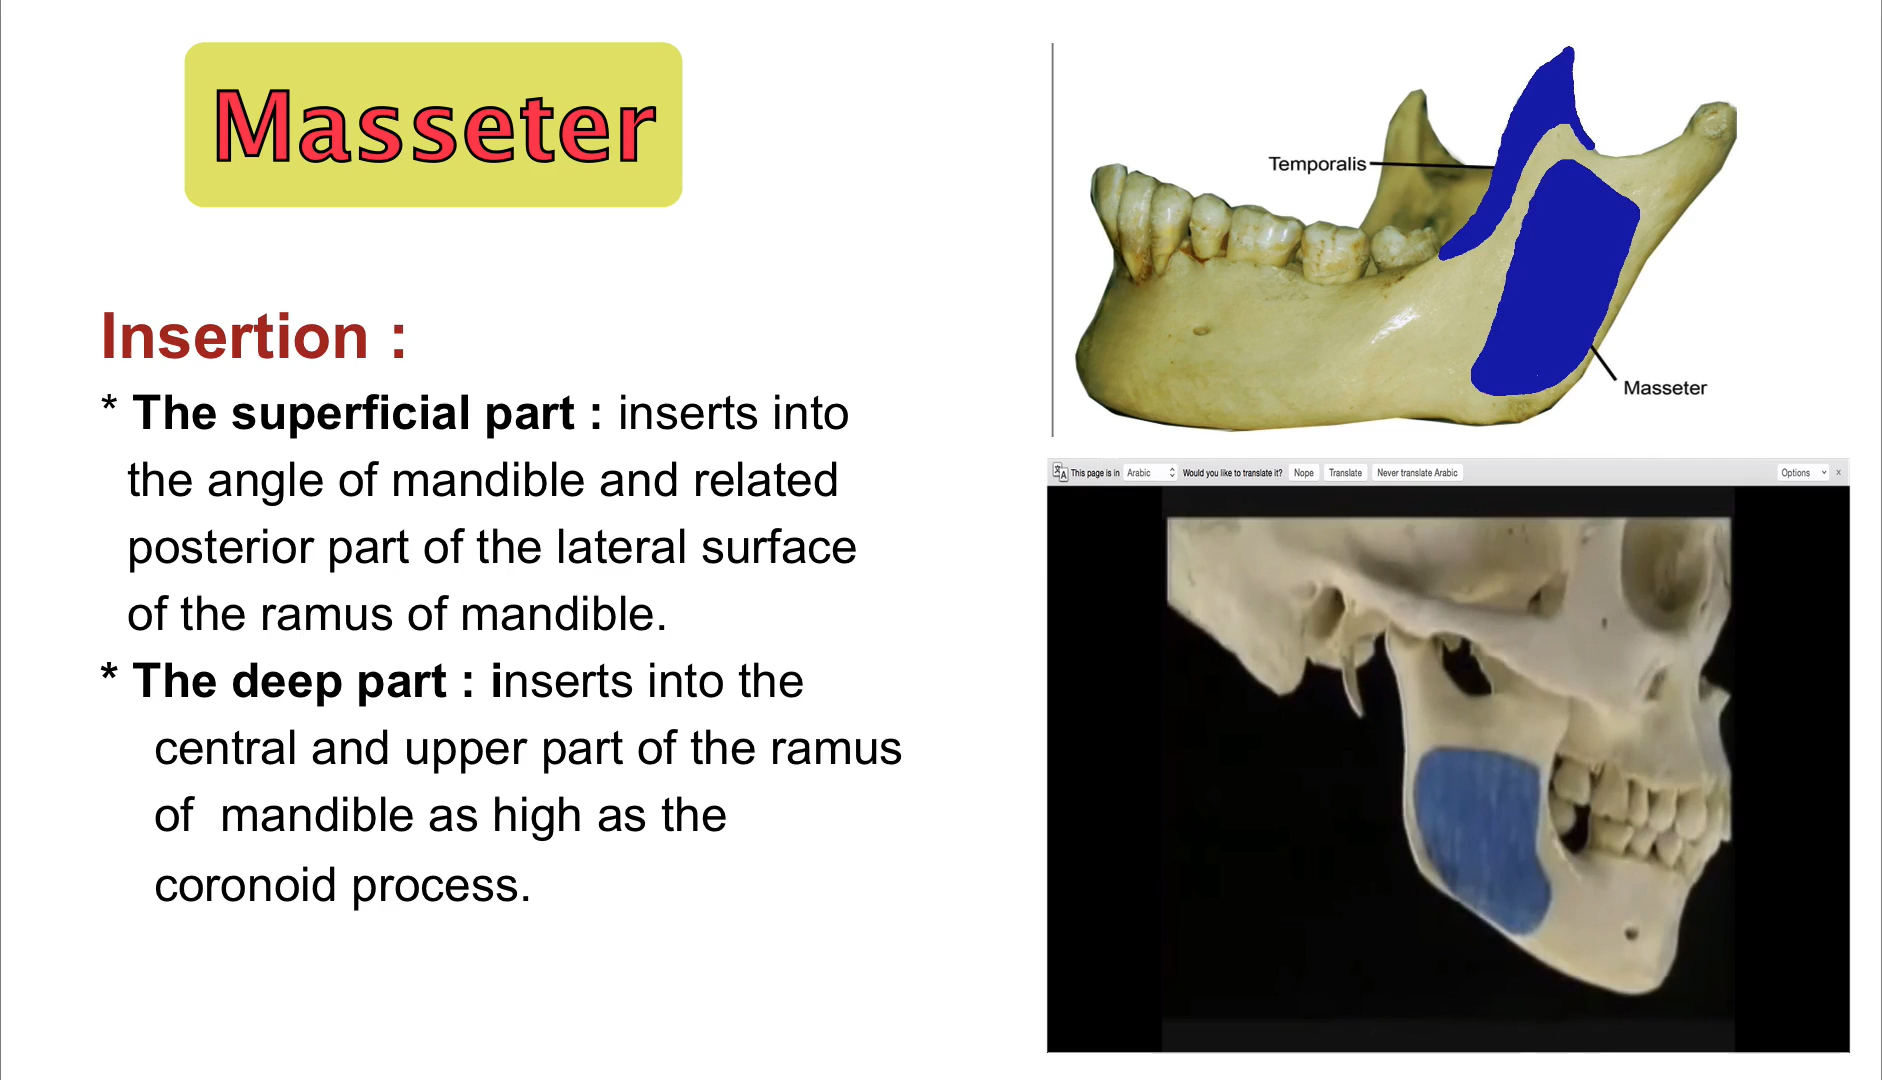 Masseter
Insertion :
* The superficial part : inserts into
the angle of mandible and related
posterior part of the lateral surface
of the ramus of mandible.
* The deep part : inserts into the
central and upper part of the ramus
of  mandible as high as the
coronoid process.
Temporalis
Masseter
This page is in Arabic Would you like to translate it? Nope Translate Never translate Arabic Options x